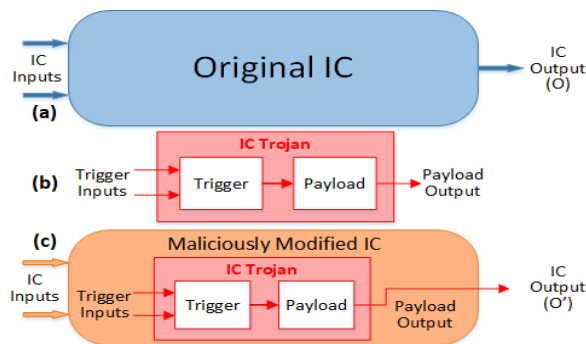 IC
Inputs
Original IC
IC
Output
(O)
(a)
IC Trojan
Trigger
Inputs
Trigger
Payload
Payload
Output
(b)
(c)
Maliciously Modified IC
IC
Inputs
IC Trojan
Trigger
Inputs
Trigger
Payload
Payload
Output
IC
Output
(O')